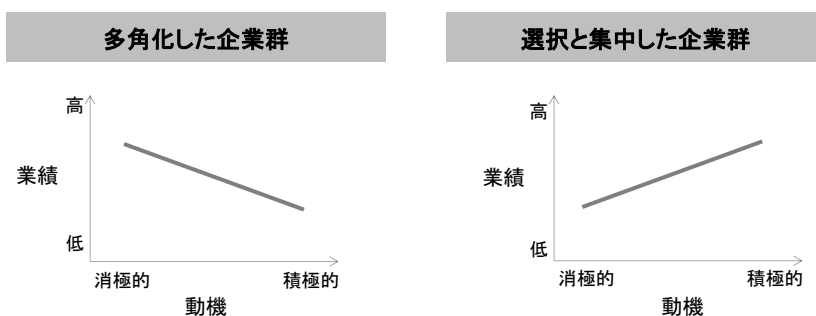 多角化した企業群
高
業績
低
消極的
積極的
動機
選択と集中した企業群
高
業績
低
消極的
積極的
動機